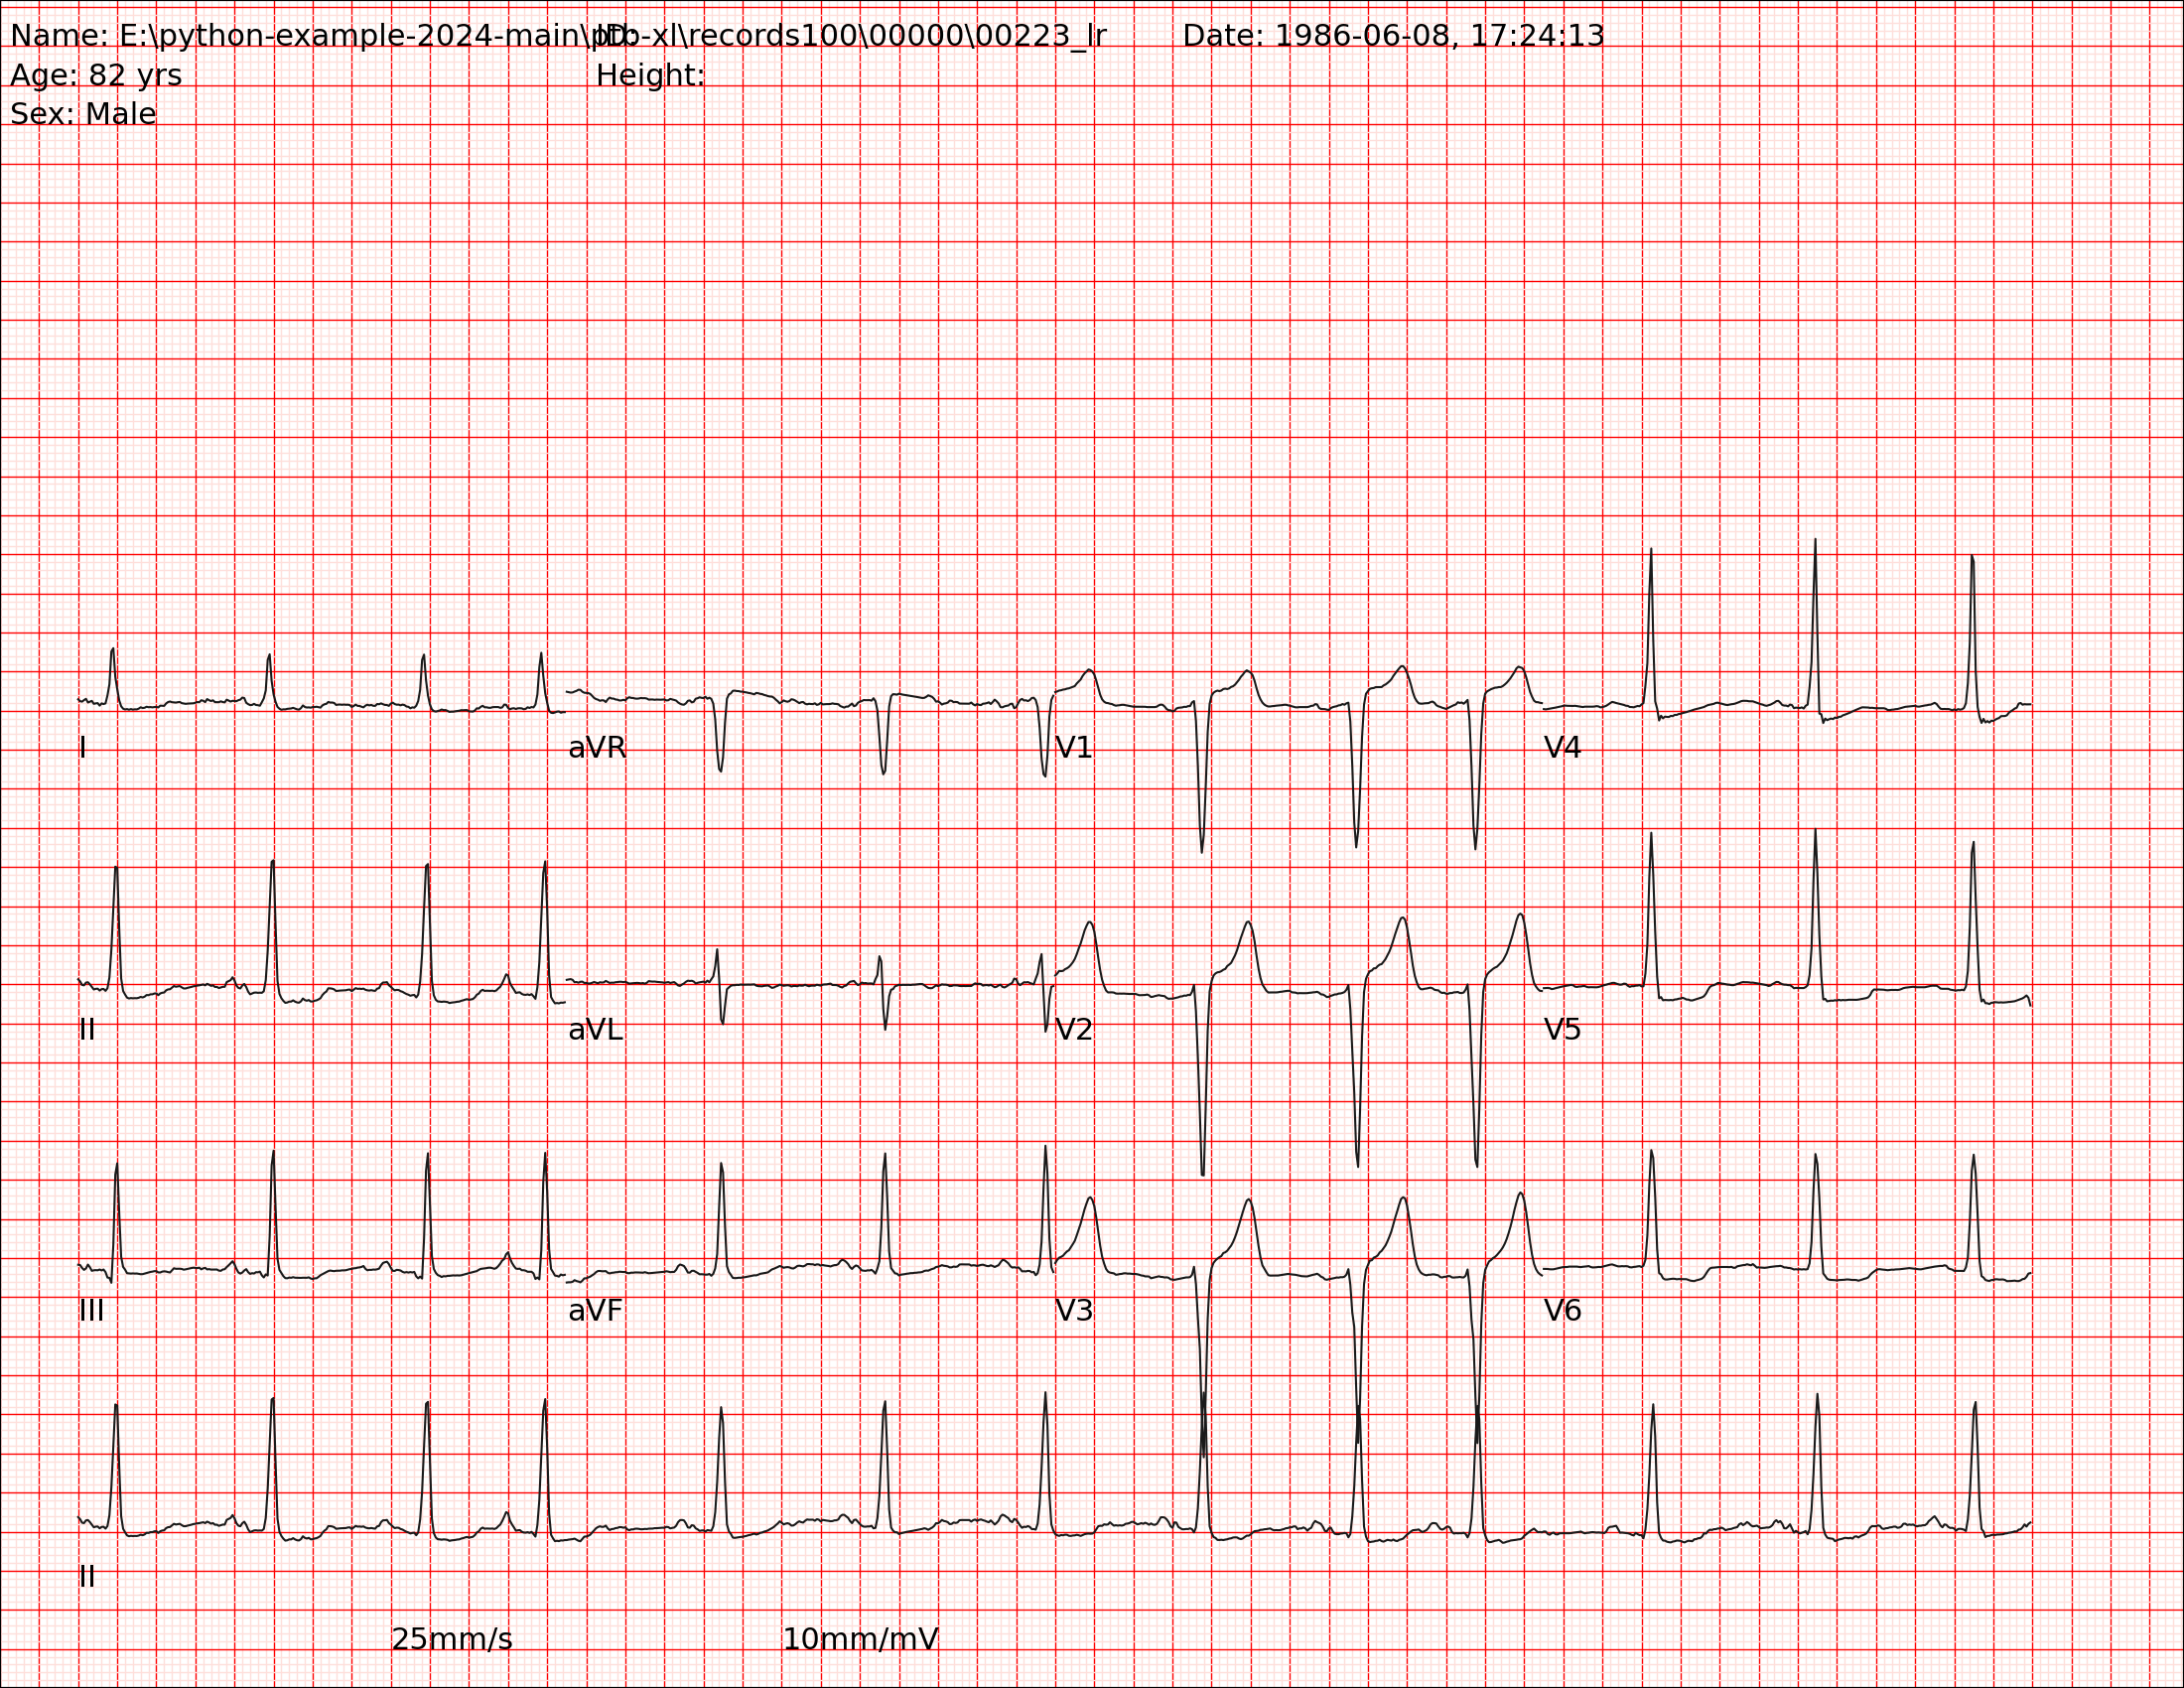 Name: E:\python-example-2024-main\ptb-xl\records100\00000\00223_lr ID: Date: 1986-06-08, 17:24:13
Age: 82 yrs Height:
Sex: Male
I aVR V1 V4
II aVL V2 V5
III aVF V3 V6
II
25mm/s 10mm/mV